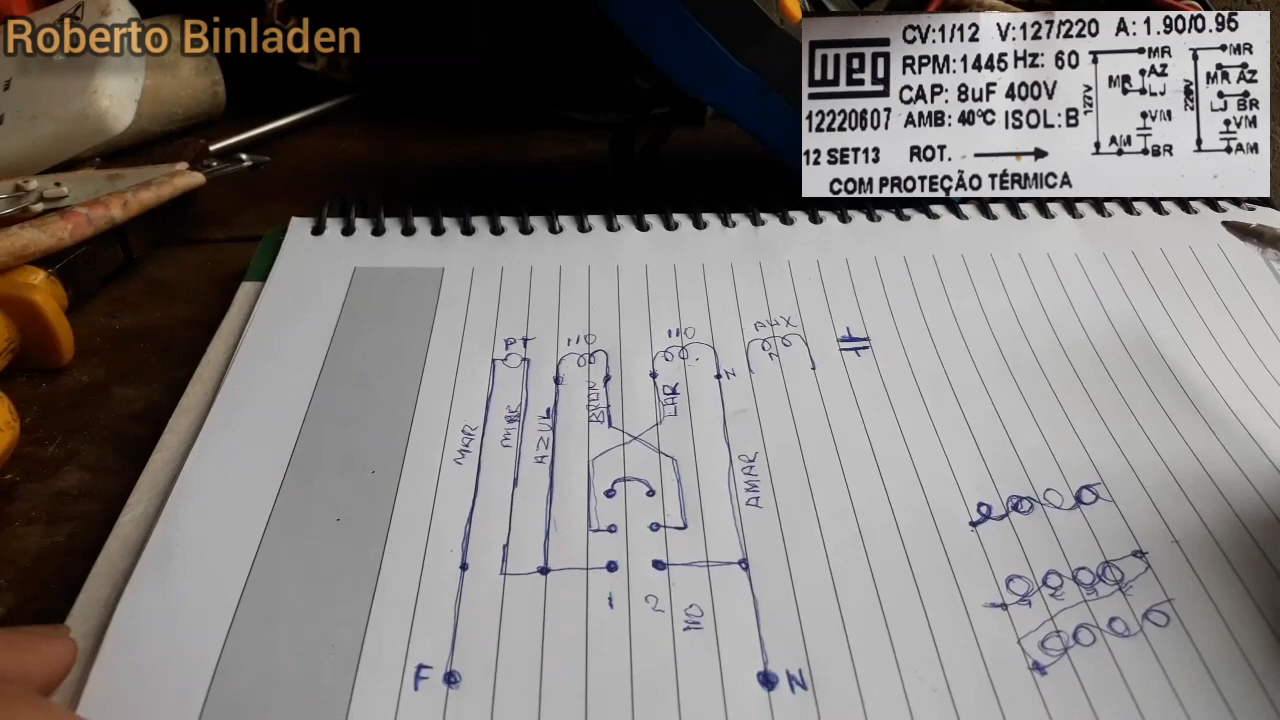 Roberto Binladen
CV:1/12 V:127/220 A: 1.90/0.95
weg
RPM:1445 Hz: 60
CAP: 8uF 400V
12220607 AMB: 40°C ISOL:B
12 SET13 ROT.
COM PROTEÇÃO TÉRMICA
127V
MR
MR AZ
LJ
VM
AM BR
220V
MR
MR AZ
LJ BR
VM
AM
PT
MAR
MAR
AZUL
BRAN
LAR
AMAR
AUX
1
2
110
F
N